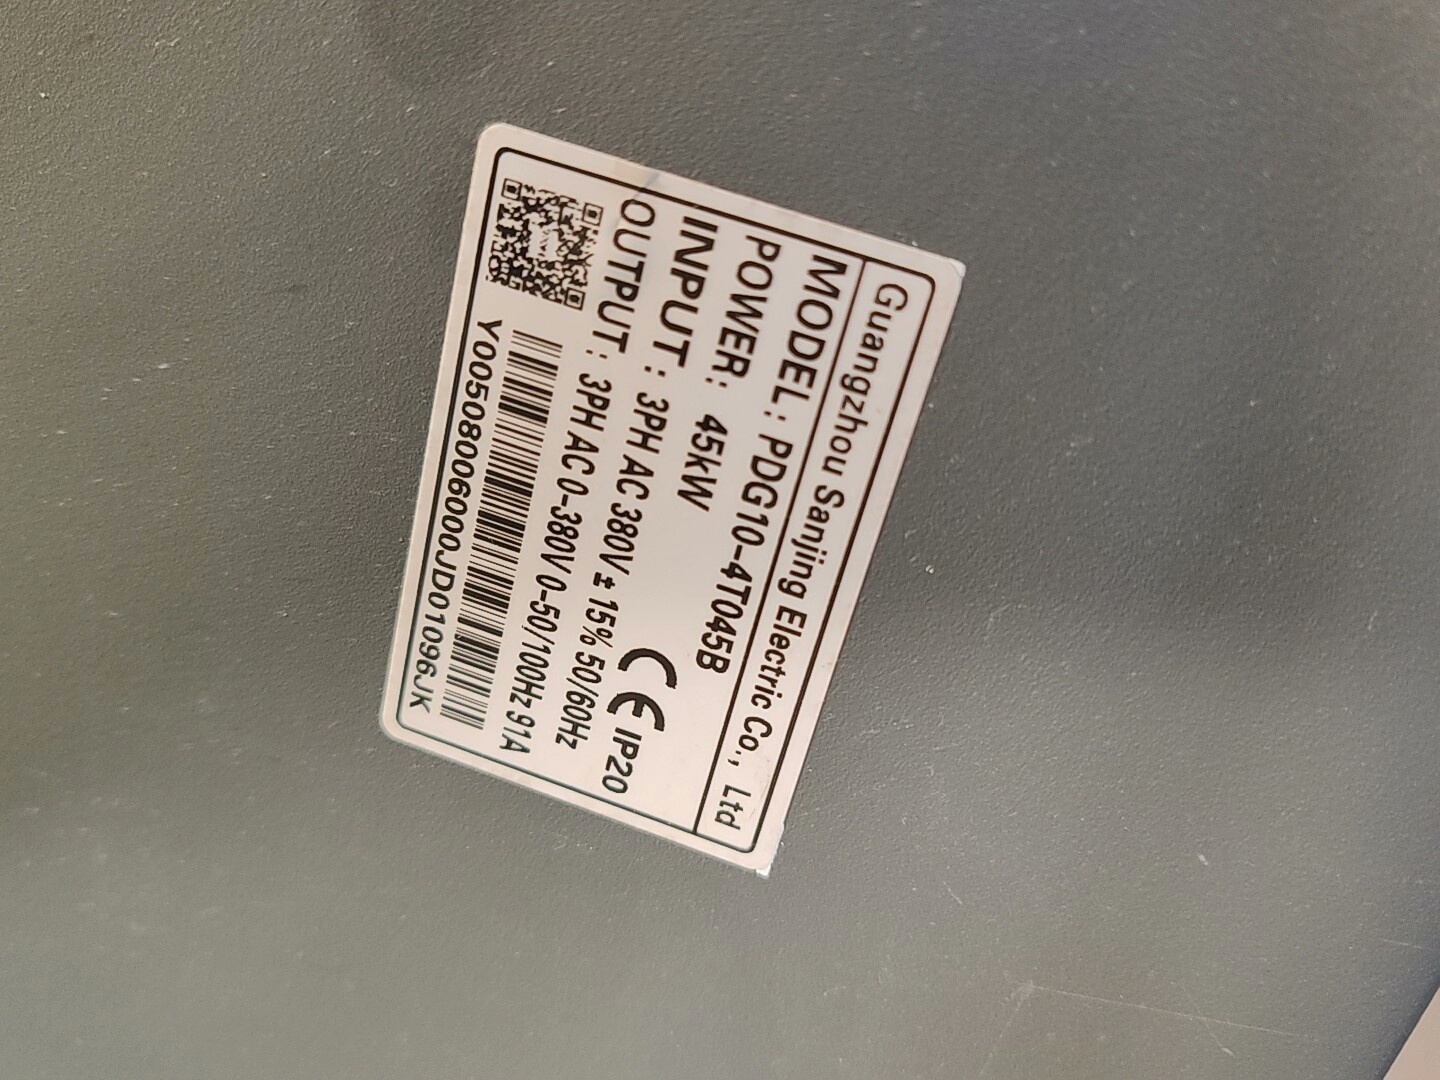 Guangzhou Sanjing Electric Co., Ltd
MODEL: PDG10-4T045B
POWER: 45kW
INPUT: 3PH AC 380V ± 15% 50/60Hz
OUTPUT: 3PH AC 0-380V 0-50/100Hz 91A
CE IP20
Y0050806000JD01096JK